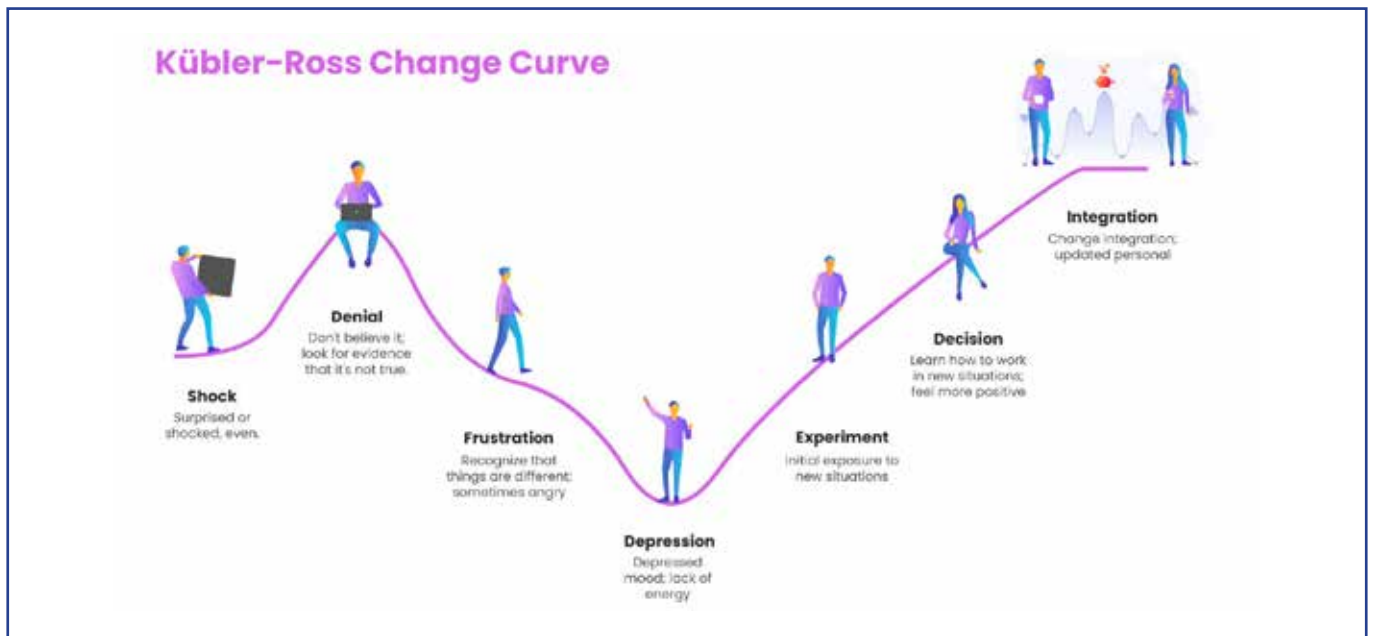 Kübler-Ross Change Curve
Shock
Surprised or
shocked, even.
Denial
Don't believe it;
look for evidence
that it's not true.
Frustration
Recognize that
things are different;
sometimes angry
Depression
Depressed
mood; lack of
energy
Experiment
Initial exposure to
new situations
Decision
Learn how to work
in new situations;
feel more positive
Integration
Change integration;
updated personal